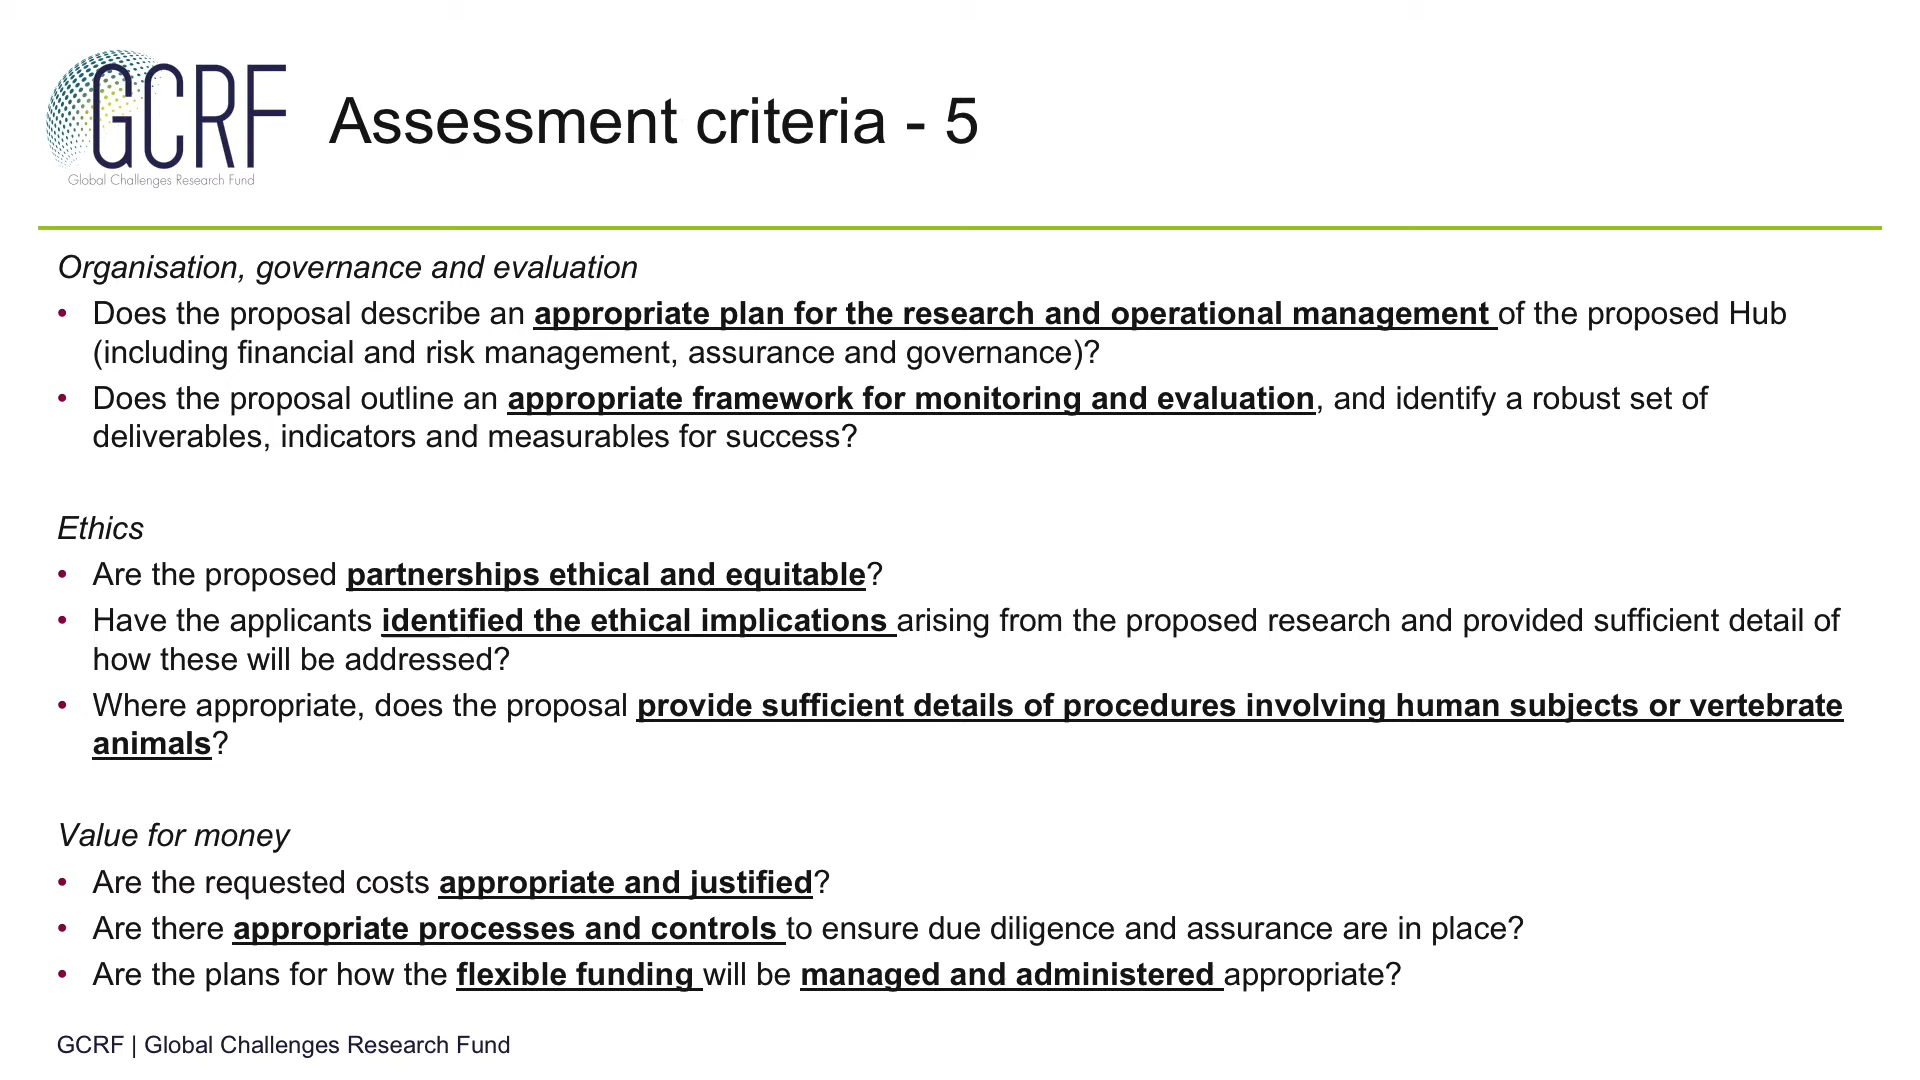 GCRF
Global Challenges Research Fund
Assessment criteria - 5
Organisation, governance and evaluation
• Does the proposal describe an appropriate plan for the research and operational management of the proposed Hub
(including financial and risk management, assurance and governance)?
• Does the proposal outline an appropriate framework for monitoring and evaluation, and identify a robust set of
deliverables, indicators and measurables for success?
Ethics
• Are the proposed partnerships ethical and equitable?
• Have the applicants identified the ethical implications arising from the proposed research and provided sufficient detail of
how these will be addressed?
• Where appropriate, does the proposal provide sufficient details of procedures involving human subjects or vertebrate
animals?
Value for money
• Are the requested costs appropriate and justified?
• Are there appropriate processes and controls to ensure due diligence and assurance are in place?
• Are the plans for how the flexible funding will be managed and administered appropriate?
GCRF | Global Challenges Research Fund